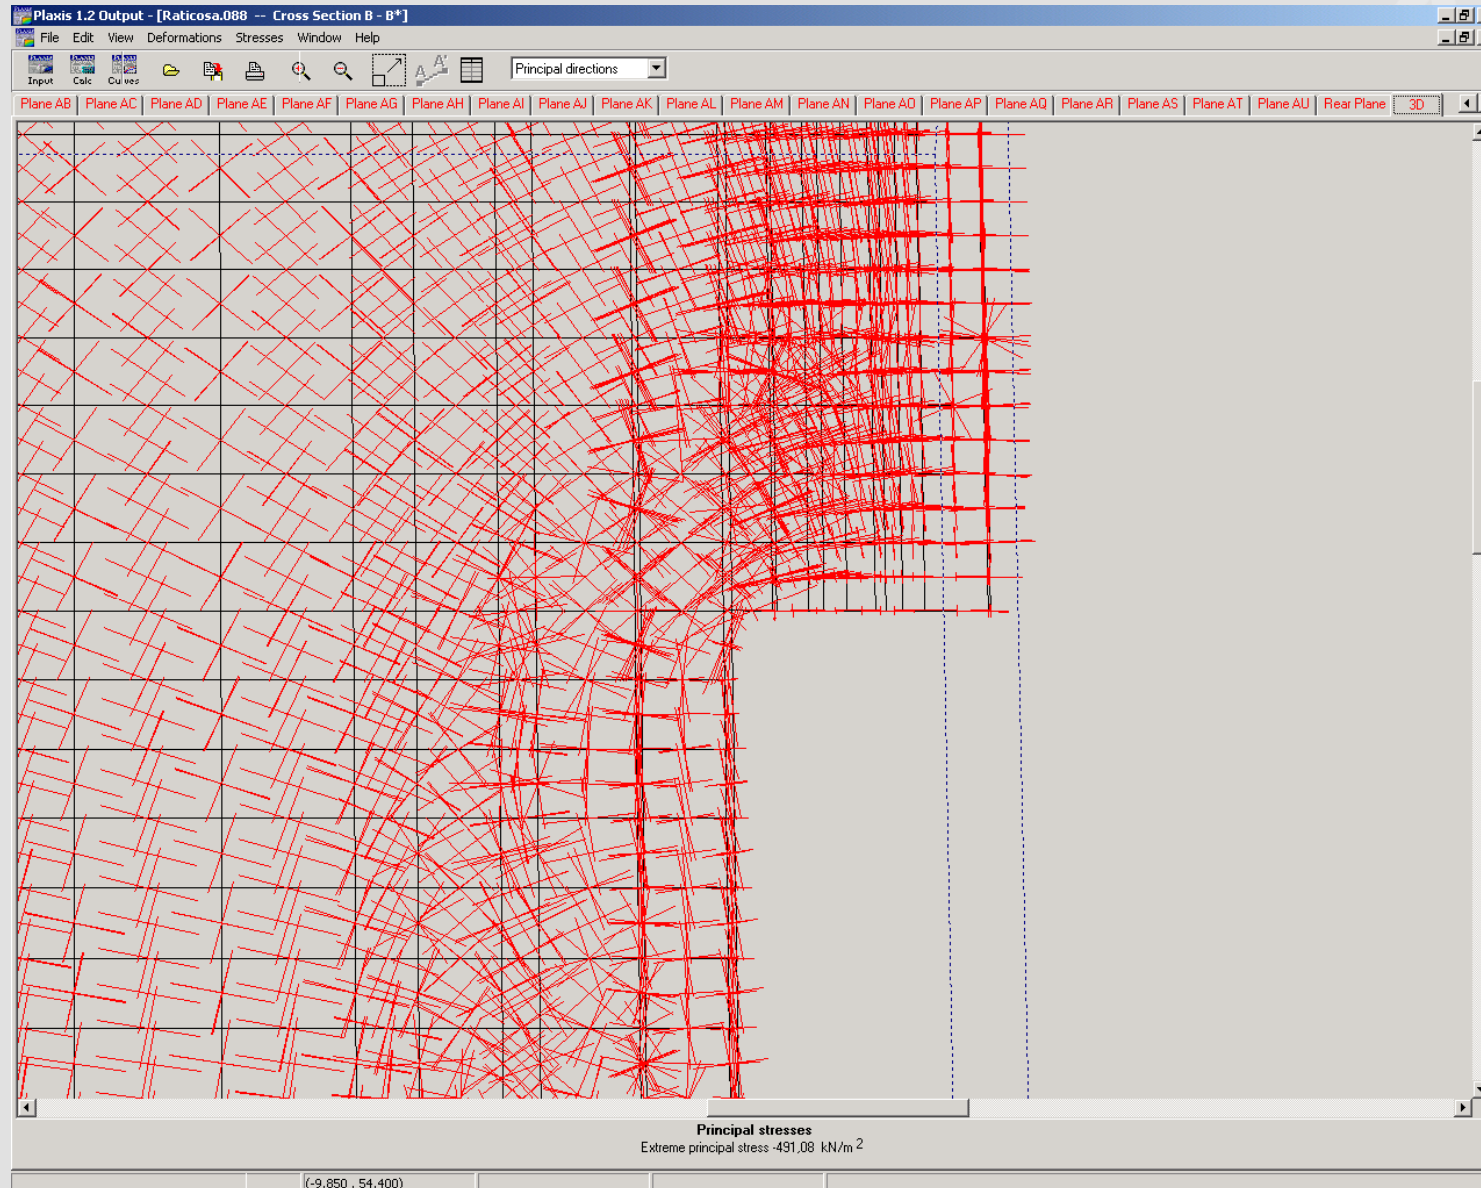 Plaxis 1.2 Output - [Raticosa.088 -- Cross Section B - B*]
File Edit View Deformations Stresses Window Help
Input Calc Curves A A' Principal directions
Plane AB Plane AC Plane AD Plane AE Plane AF Plane AG Plane AH Plane AI Plane AJ Plane AK Plane AL Plane AM Plane AN Plane AO Plane AP Plane AQ Plane AR Plane AS Plane AT Plane AU Rear Plane 3D
Principal stresses
Extreme principal stress -491,08 kN/m 2
(-9.850 , 54.400)